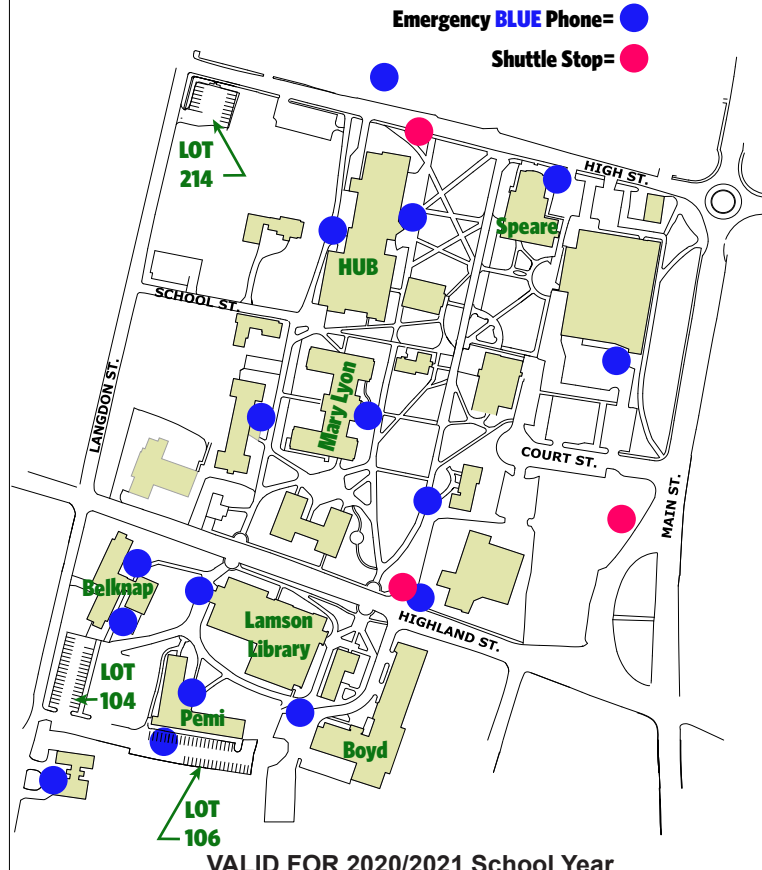 Emergency BLUE Phone=
Shuttle Stop=
LOT
214
HIGH ST.
Speare
HUB
SCHOOL ST.
LANGDON ST.
Mary Lyon
COURT ST.
MAIN ST.
Belknap
Lamson
Library
HIGHLAND ST.
LOT
104
Pemi
Boyd
LOT
106
VALID FOR 2020/2021 School Year